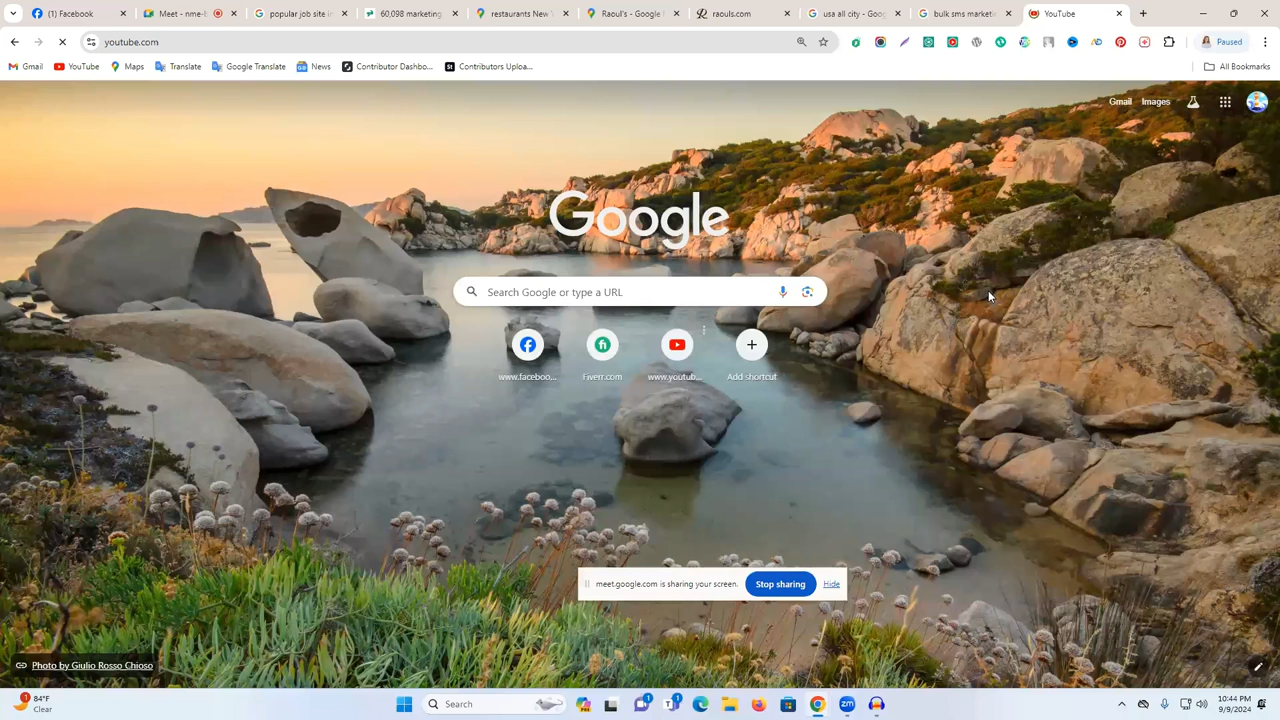 (1) Facebook
Meet - nme-l
popular job site i
60,098 marketing
restaurants New
Raoul's - Google
raouls.com
usa all city - Goog
bulk sms marketi
YouTube
youtube.com
Paused
Gmail
YouTube
Maps
Translate
Google Translate
News
Contributor Dashbo...
Contributors Uploa...
All Bookmarks
Gmail
Images
Google
Search Google or type a URL
www.faceboo...
Fiverr.com
www.youtub...
Add shortcut
meet.google.com is sharing your screen.
Stop sharing
Hide
Photo by Giulio Rosso Chioso
84°F
Clear
Search
10:44 PM
9/9/2024